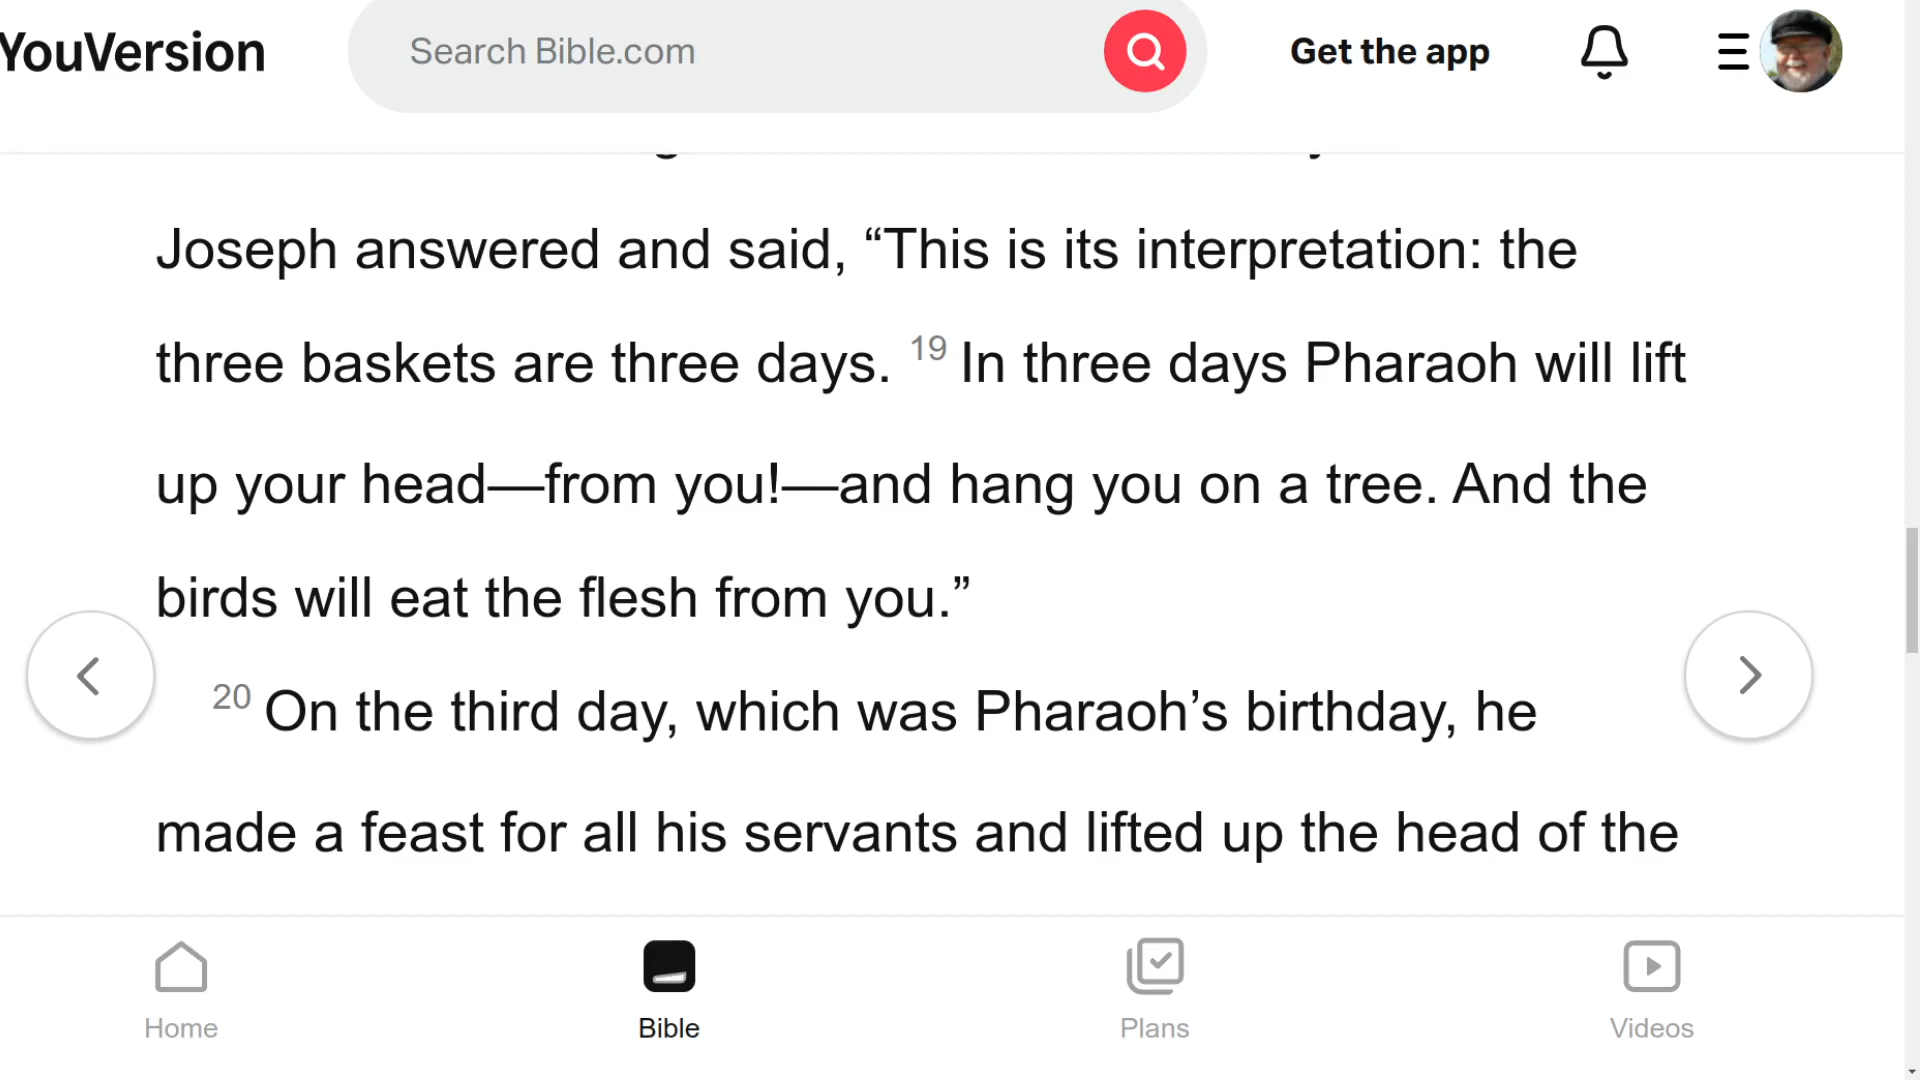 YouVersion
Search Bible.com
Get the app
Joseph answered and said, “This is its interpretation: the
three baskets are three days. 19 In three days Pharaoh will lift
up your head—from you!—and hang you on a tree. And the
birds will eat the flesh from you.”
20 On the third day, which was Pharaoh’s birthday, he
made a feast for all his servants and lifted up the head of the
Home
Bible
Plans
Videos